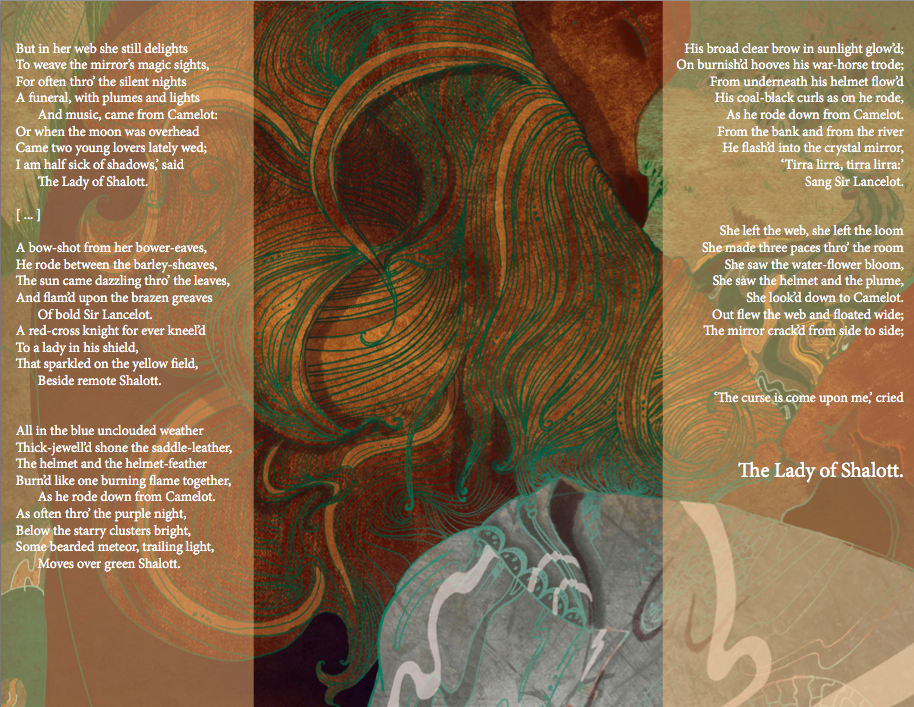 But in her web she still delights
To weave the mirror’s magic sights,
For often thro’ the silent nights
A funeral, with plumes and lights
And music, came from Camelot:
Or when the moon was overhead
Came two young lovers lately wed;
I am half sick of shadows,’ said
The Lady of Shalott.
[ ... ]
A bow-shot from her bower-eaves,
He rode between the barley-sheaves,
The sun came dazzling thro’ the leaves,
And flam’d upon the brazen greaves
Of bold Sir Lancelot.
A red-cross knight for ever kneel’d
To a lady in his shield,
That sparkled on the yellow field,
Beside remote Shalott.
All in the blue unclouded weather
Thick-jewell’d shone the saddle-leather,
The helmet and the helmet-feather
Burn’d like one burning flame together,
As he rode down from Camelot.
As often thro’ the purple night,
Below the starry clusters bright,
Some bearded meteor, trailing light,
Moves over green Shalott.
His broad clear brow in sunlight glow’d;
On burnish’d hooves his war-horse trode;
From underneath his helmet flow’d
His coal-black curls as on he rode,
As he rode down from Camelot.
From the bank and from the river
He flash’d into the crystal mirror,
‘Tirra lirra, tirra lirra:’
Sang Sir Lancelot.
She left the web, she left the loom
She made three paces thro’ the room
She saw the water-flower bloom,
She saw the helmet and the plume,
She look’d down to Camelot.
Out flew the web and floated wide;
The mirror crack’d from side to side;
‘The curse is come upon me,’ cried
The Lady of Shalott.